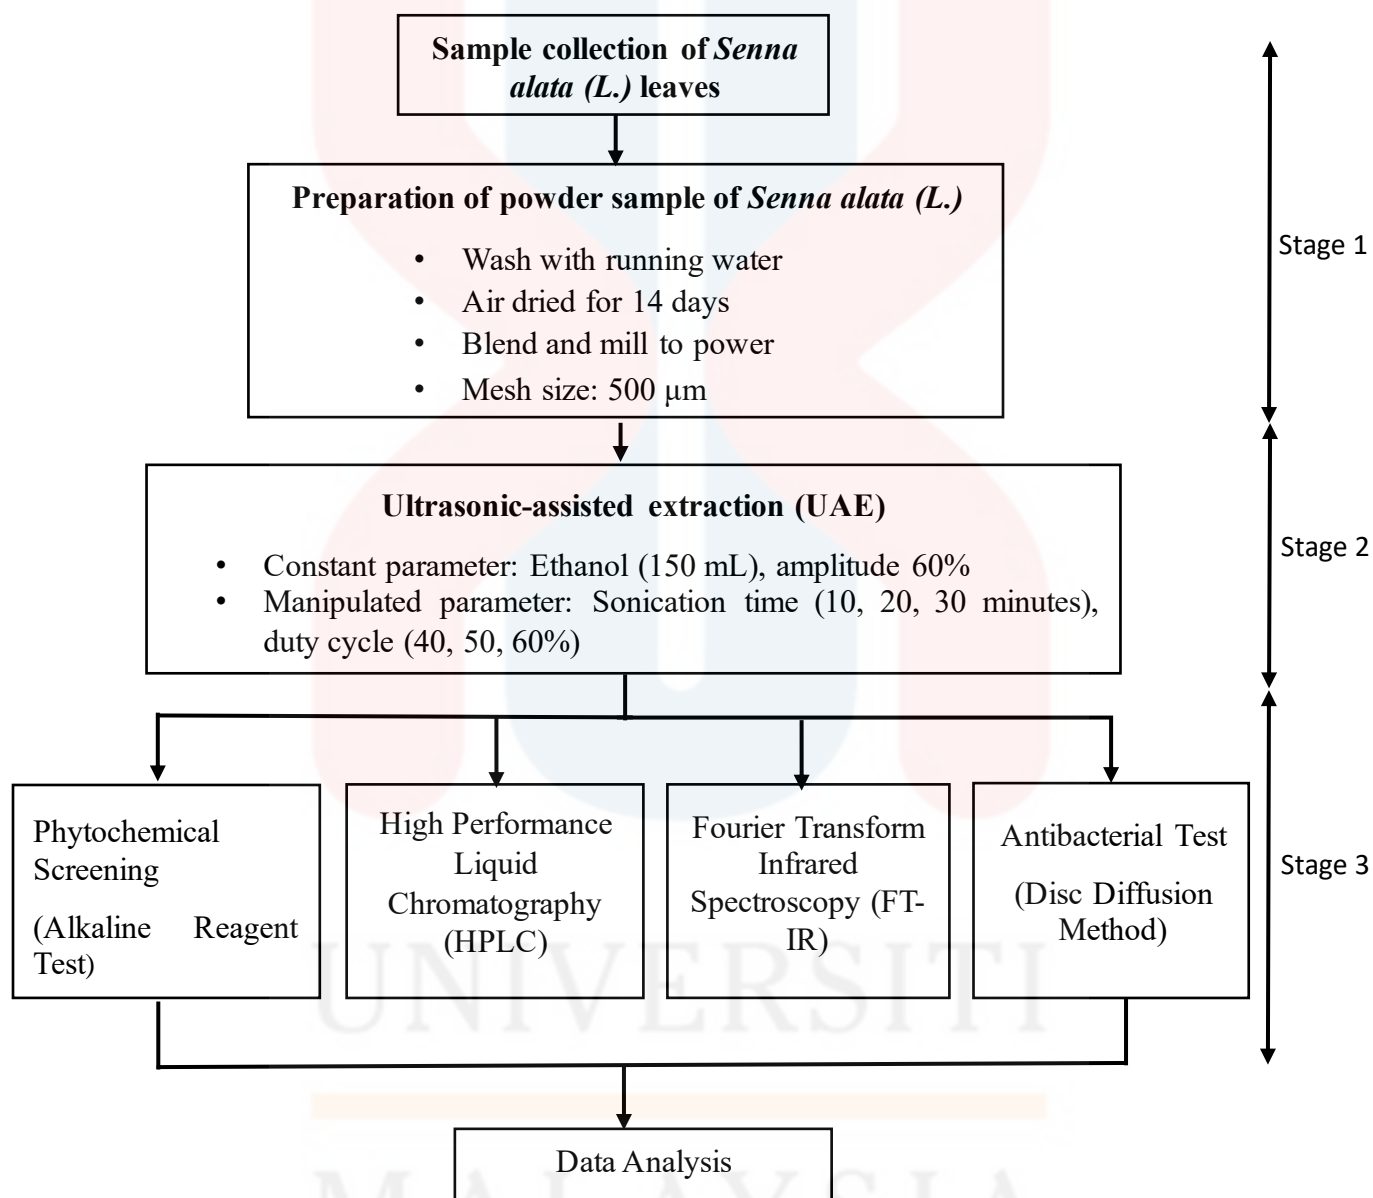 Sample collection of Senna
alata (L.) leaves
Preparation of powder sample of Senna alata (L.)
• Wash with running water
• Air dried for 14 days
• Blend and mill to power
• Mesh size: 500 µm
Stage 1
Ultrasonic-assisted extraction (UAE)
• Constant parameter: Ethanol (150 mL), amplitude 60%
• Manipulated parameter: Sonication time (10, 20, 30 minutes),
duty cycle (40, 50, 60%)
Stage 2
Phytochemical
Screening
(Alkaline Reagent
Test)
High Performance
Liquid
Chromatography
(HPLC)
Fourier Transform
Infrared
Spectroscopy (FT-
IR)
Antibacterial Test
(Disc Diffusion
Method)
Stage 3
UNIVERSITI
Data Analysis
MALAYSIA